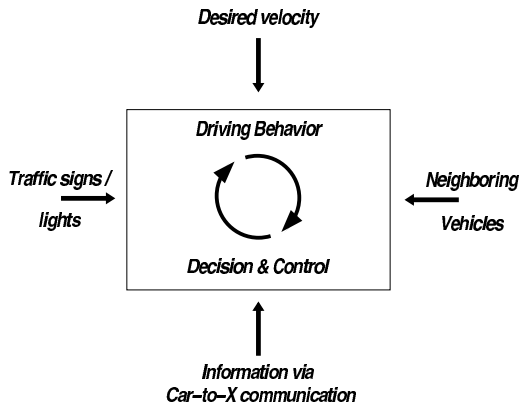 Desired velocity
Driving Behavior
Traffic signs /
lights
Neighboring
Vehicles
Decision & Control
Information via
Car–to–X communication